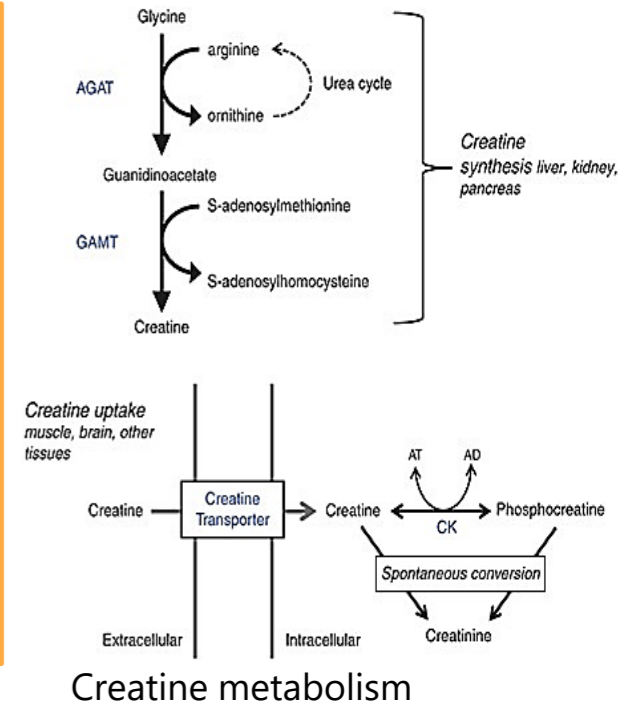 Glycine
arginine
AGAT
Urea cycle
ornithine
Creatine
synthesis liver, kidney,
pancreas
Guanidinoacetate
S-adenosylmethionine
GAMT
S-adenosylhomocysteine
Creatine
Creatine uptake
muscle, brain, other
tissues
AT
AD
Creatine
Creatine
Transporter
Creatine
Phosphocreatine
CK
Spontaneous conversion
Extracellular
Intracellular
Creatinine
Creatine metabolism